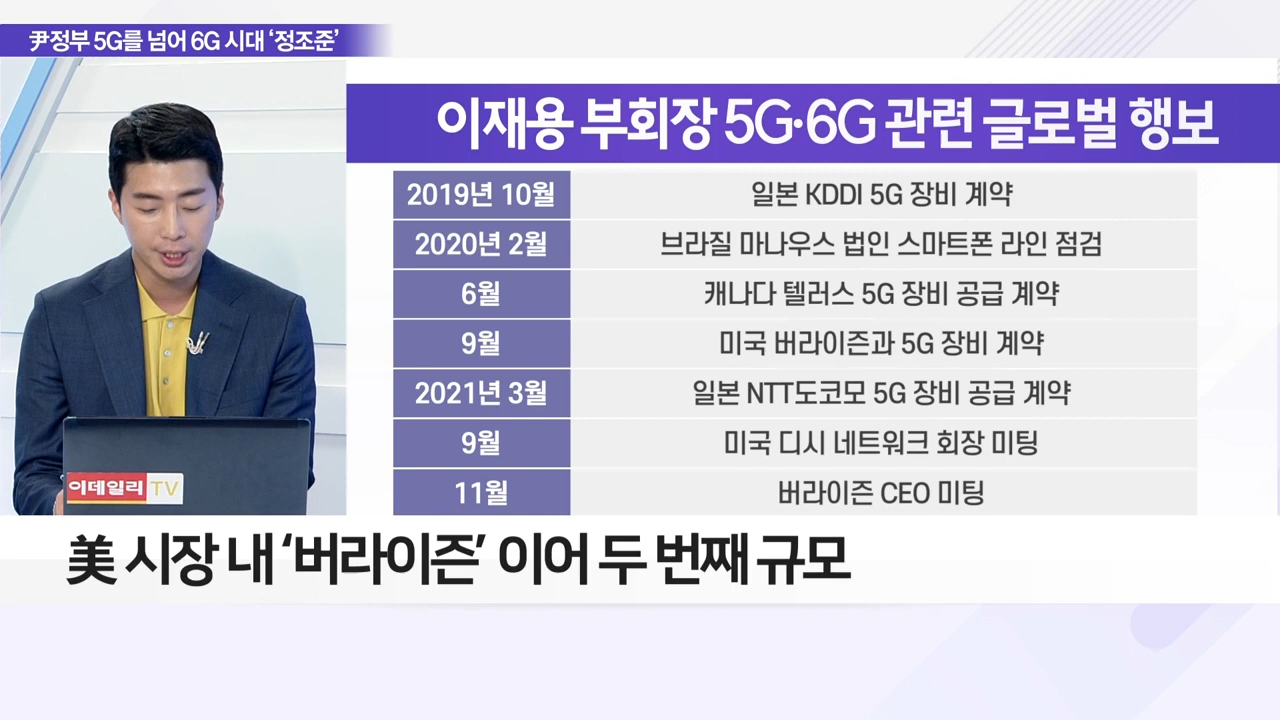 尹정부 5G를 넘어 6G 시대 ‘정조준’
이재용 부회장 5G·6G 관련 글로벌 행보
2019년 10월 일본 KDDI 5G 장비 계약
2020년 2월 브라질 마나우스 법인 스마트폰 라인 점검
6월 캐나다 텔러스 5G 장비 공급 계약
9월 미국 버라이즌과 5G 장비 계약
2021년 3월 일본 NTT도코모 5G 장비 공급 계약
9월 미국 디시 네트워크 회장 미팅
11월 버라이즌 CEO 미팅
이데일리 TV
美 시장 내 ‘버라이즌’ 이어 두 번째 규모